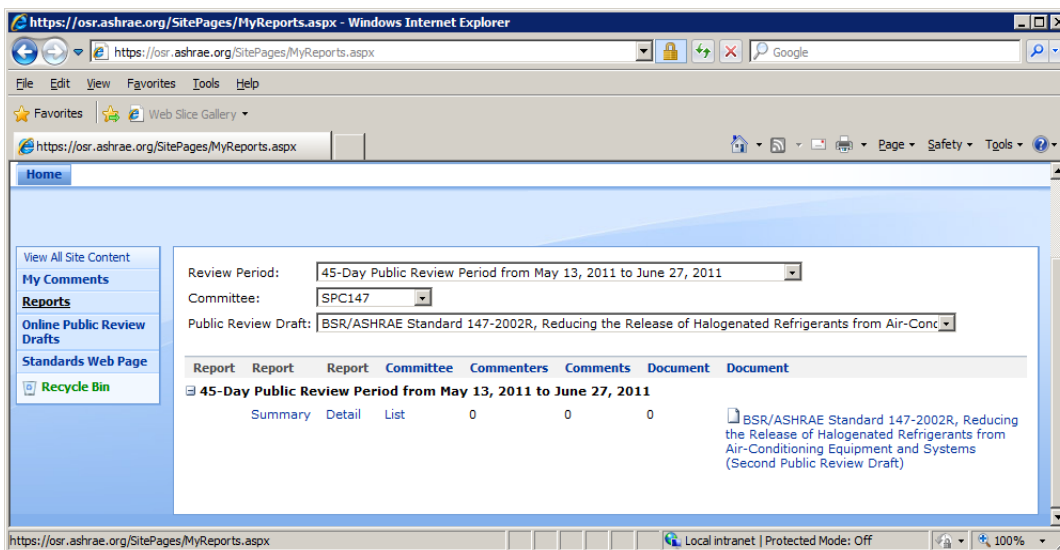 https://osr.ashrae.org/SitePages/MyReports.aspx - Windows Internet Explorer
https://osr.ashrae.org/SitePages/MyReports.aspx
Google
File Edit View Favorites Tools Help
Favorites Web Slice Gallery
https://osr.ashrae.org/SitePages/MyReports.aspx
Page Safety Tools
Home
View All Site Content
My Comments
Reports
Online Public Review
Drafts
Standards Web Page
Recycle Bin
Review Period: 45-Day Public Review Period from May 13, 2011 to June 27, 2011
Committee: SPC147
Public Review Draft: BSR/ASHRAE Standard 147-2002R, Reducing the Release of Halogenated Refrigerants from Air-Conc
Report Report Report Committee Commenters Comments Document Document
45-Day Public Review Period from May 13, 2011 to June 27, 2011
Summary Detail List 0 0 0 BSR/ASHRAE Standard 147-2002R, Reducing
the Release of Halogenated Refrigerants from
Air-Conditioning Equipment and Systems
(Second Public Review Draft)
https://osr.ashrae.org/SitePages/MyReports.aspx
Local intranet | Protected Mode: Off
100%